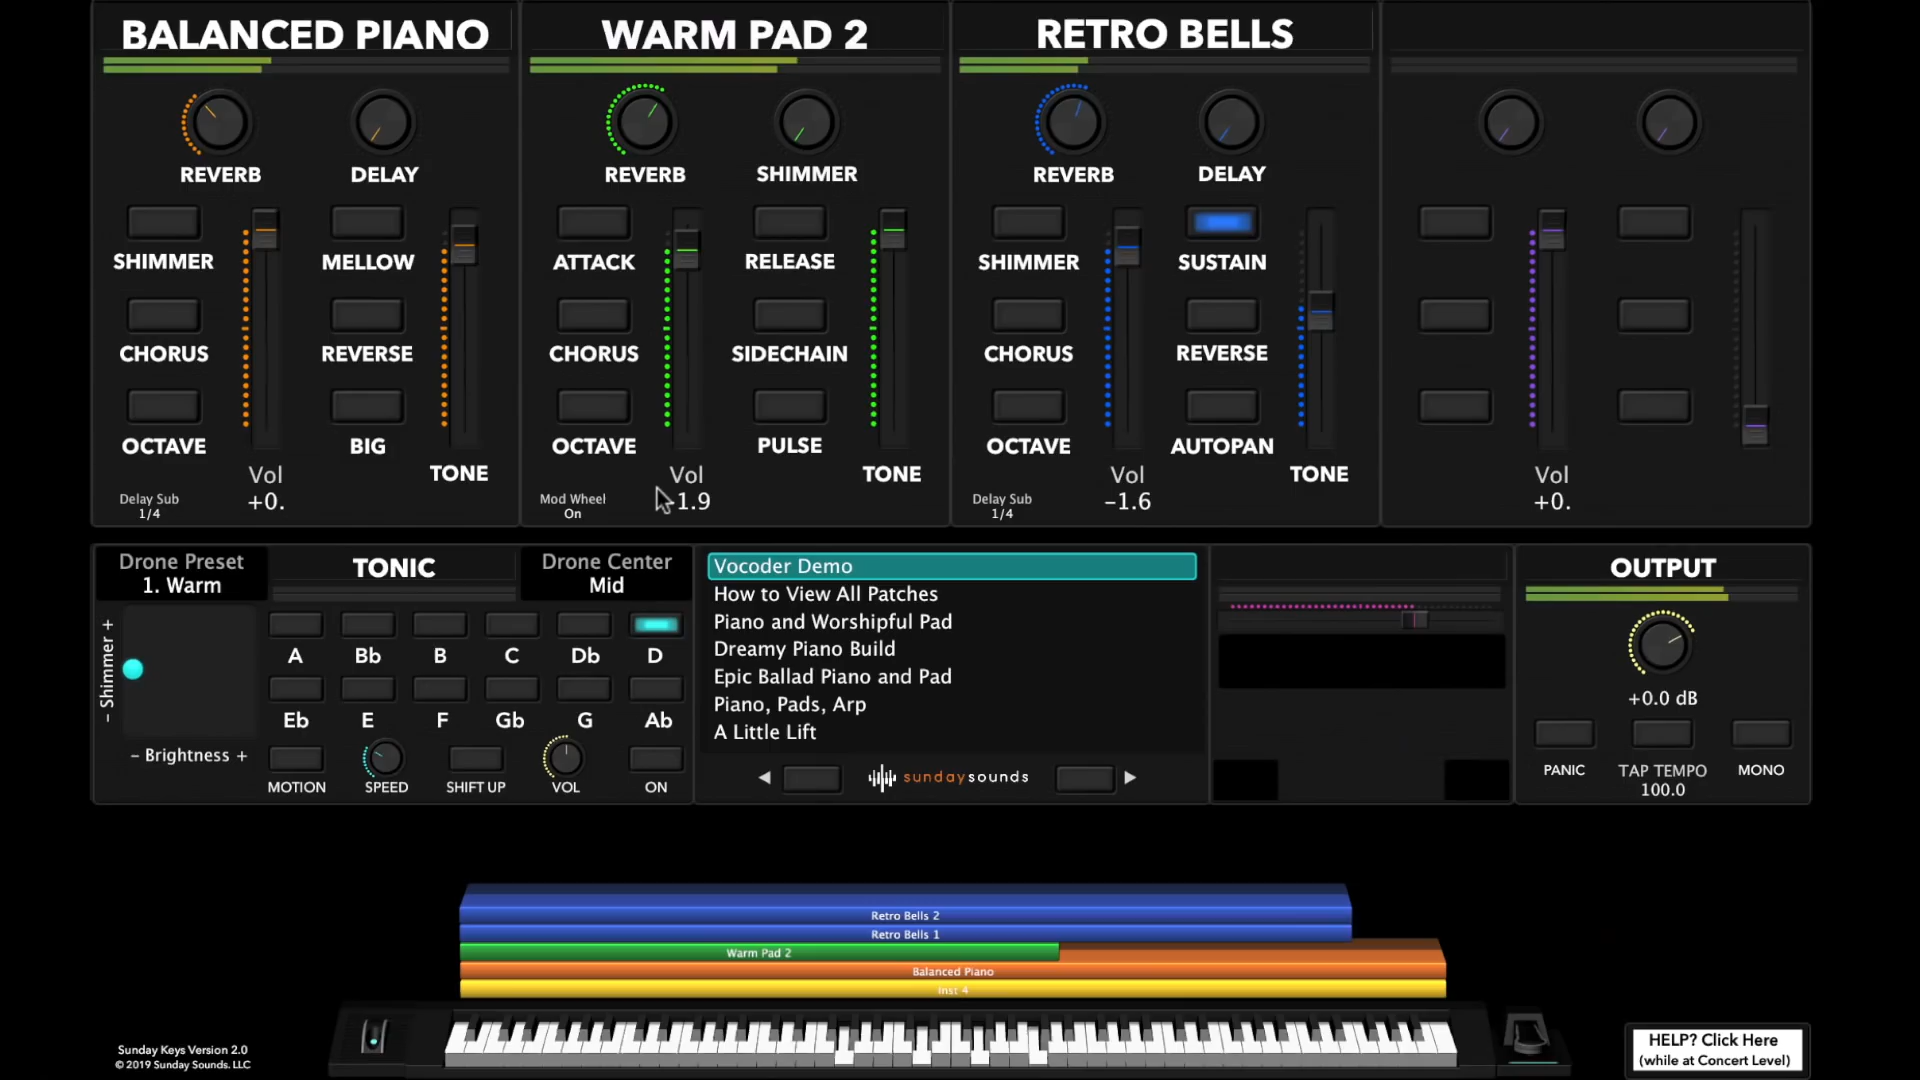 BALANCED PIANO
REVERB
DELAY
SHIMMER
MELLOW
CHORUS
REVERSE
OCTAVE
BIG
TONE
Vol
+0.
Delay Sub
1/4
WARM PAD 2
REVERB
SHIMMER
ATTACK
RELEASE
CHORUS
SIDECHAIN
OCTAVE
PULSE
TONE
Vol
-1.9
Mod Wheel
On
RETRO BELLS
REVERB
DELAY
SHIMMER
SUSTAIN
CHORUS
REVERSE
OCTAVE
AUTOPAN
TONE
Vol
-1.6
Delay Sub
1/4
Vol
+0.
Drone Preset
1. Warm
TONIC
Drone Center
Mid
- Shimmer +
- Brightness +
A Bb B C Db D
Eb E F Gb G Ab
MOTION SPEED SHIFT UP VOL ON
Vocoder Demo
How to View All Patches
Piano and Worshipful Pad
Dreamy Piano Build
Epic Ballad Piano and Pad
Piano, Pads, Arp
A Little Lift
sundaysounds
OUTPUT
+0.0 dB
PANIC
TAP TEMPO
100.0
MONO
Retro Bells 2
Retro Bells 1
Warm Pad 2
Balanced Piano
Inst 4
Sunday Keys Version 2.0
© 2019 Sunday Sounds. LLC
HELP? Click Here
(while at Concert Level)